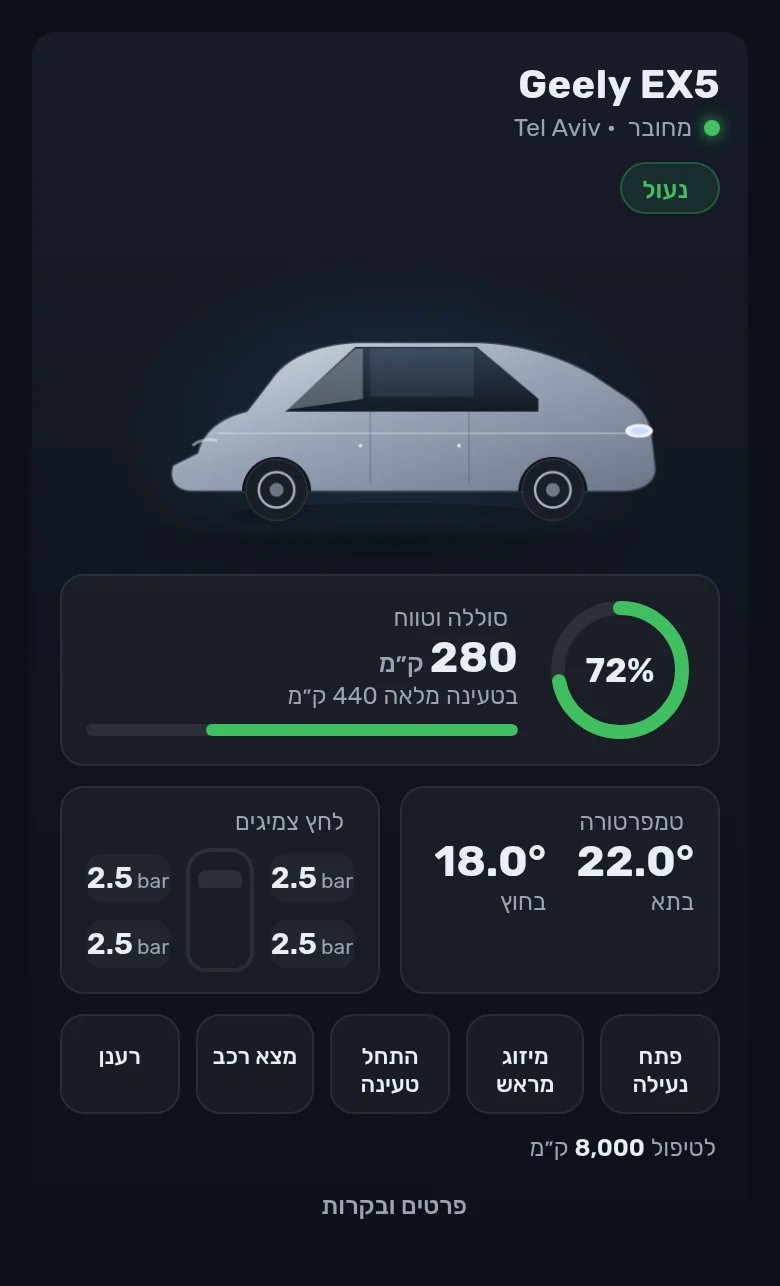 Geely EX5
מחובר • Tel Aviv
נעול
סוללה וטווח
72%
280 ק״מ
בטעינה מלאה 440 ק״מ
טמפרטורה
22.0° 18.0°
בתא בחוץ
לחץ צמיגים
2.5 bar 2.5 bar
2.5 bar 2.5 bar
פתח נעילה
מיזוג מראש
התחל טעינה
מצא רכב
רענן
לטיפול 8,000 ק״מ
פרטים ובקרות